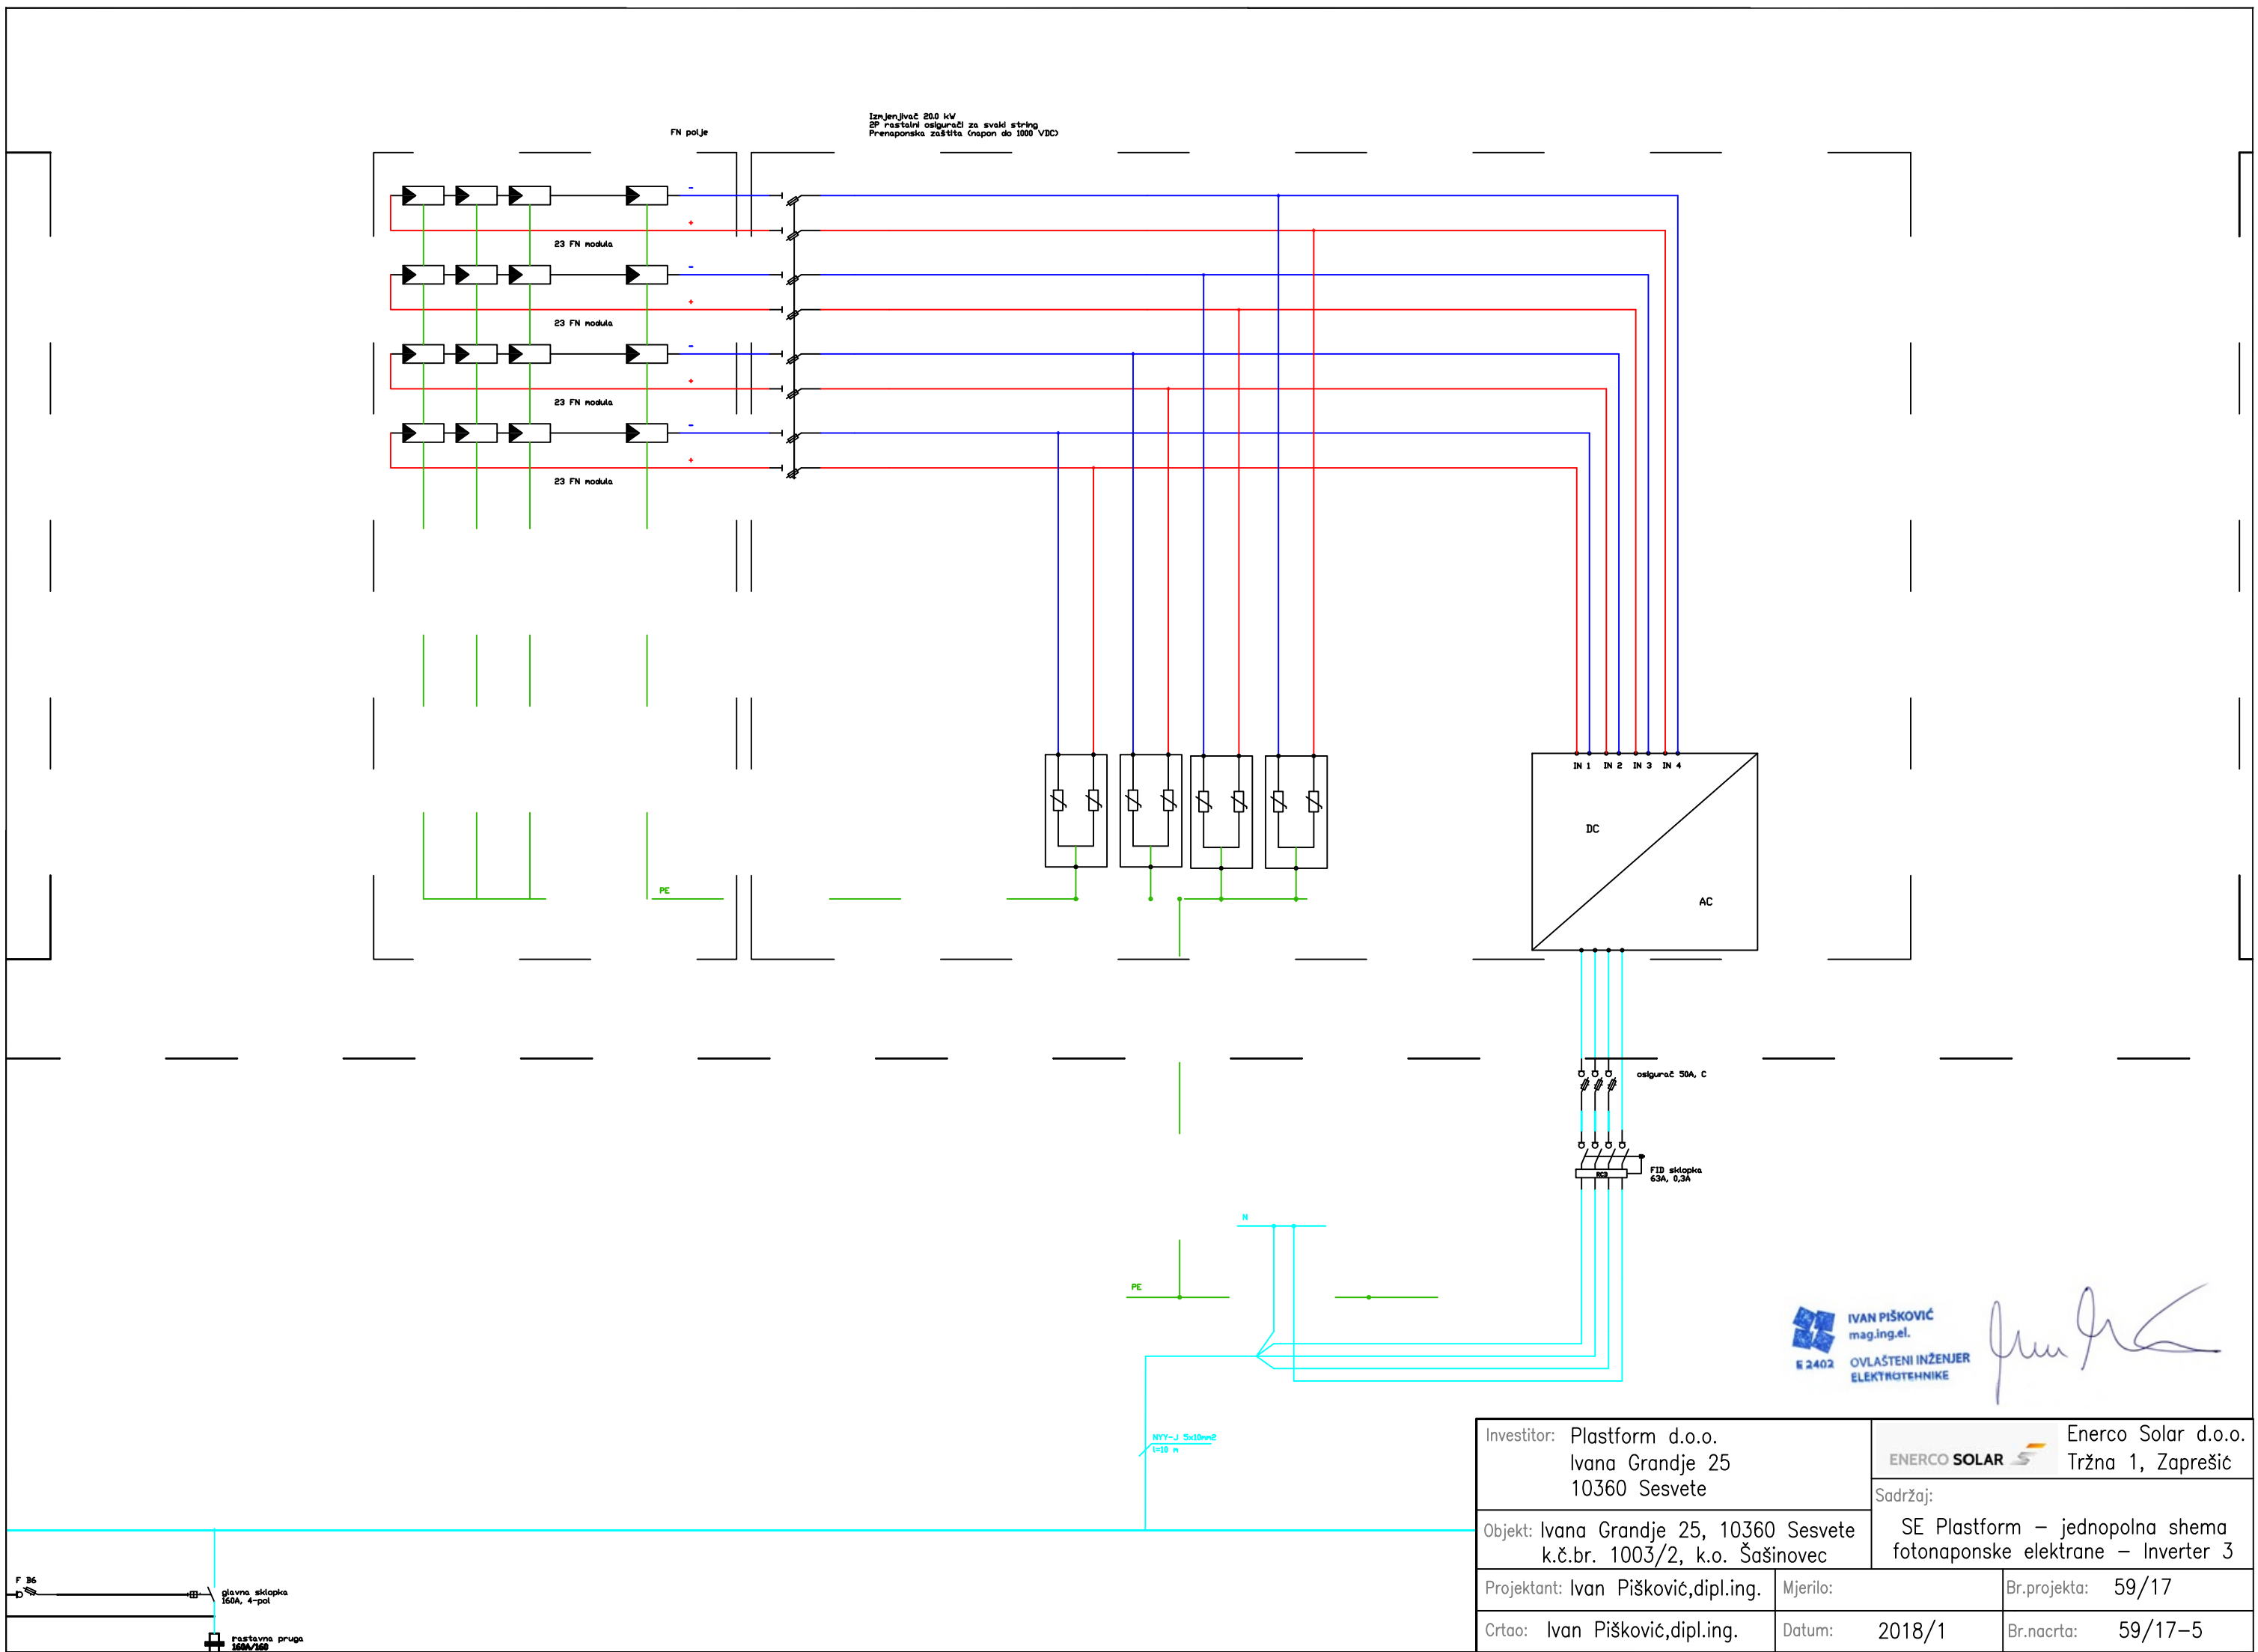 Izmjenjivač 20.0 kW
2P rastalni osigurači za svaki string
Prenaponska zaštita (napon do 1000 VDC)
FN polje
-
+
23 FN modula
-
+
23 FN modula
-
+
23 FN modula
-
+
23 FN modula
IN 1 IN 2 IN 3 IN 4
DC
AC
PE
osigurač 50A, C
RCD
FID sklopka
63A, 0,3A
N
PE
NYY-J 5x10mm2
l=10 m
IVAN PIŠKOVIĆ
mag.ing.el.
E 2402 OVLAŠTENI INŽENJER
ELEKTROTEHNIKE
Investitor: Plastform d.o.o.
Ivana Grandje 25
10360 Sesvete
ENERCO SOLAR
Enerco Solar d.o.o.
Tržna 1, Zaprešić
Objekt: Ivana Grandje 25, 10360 Sesvete
k.č.br. 1003/2, k.o. Šašinovec
Sadržaj:
SE Plastform – jednopolna shema
fotonaponske elektrane – Inverter 3
Projektant: Ivan Pišković,dipl.ing.
Mjerilo:
Br.projekta: 59/17
Crtao: Ivan Pišković,dipl.ing.
Datum: 2018/1
Br.nacrta: 59/17-5
F B6
glavna sklopka
160A, 4-pol
rastavna pruga
160A/160